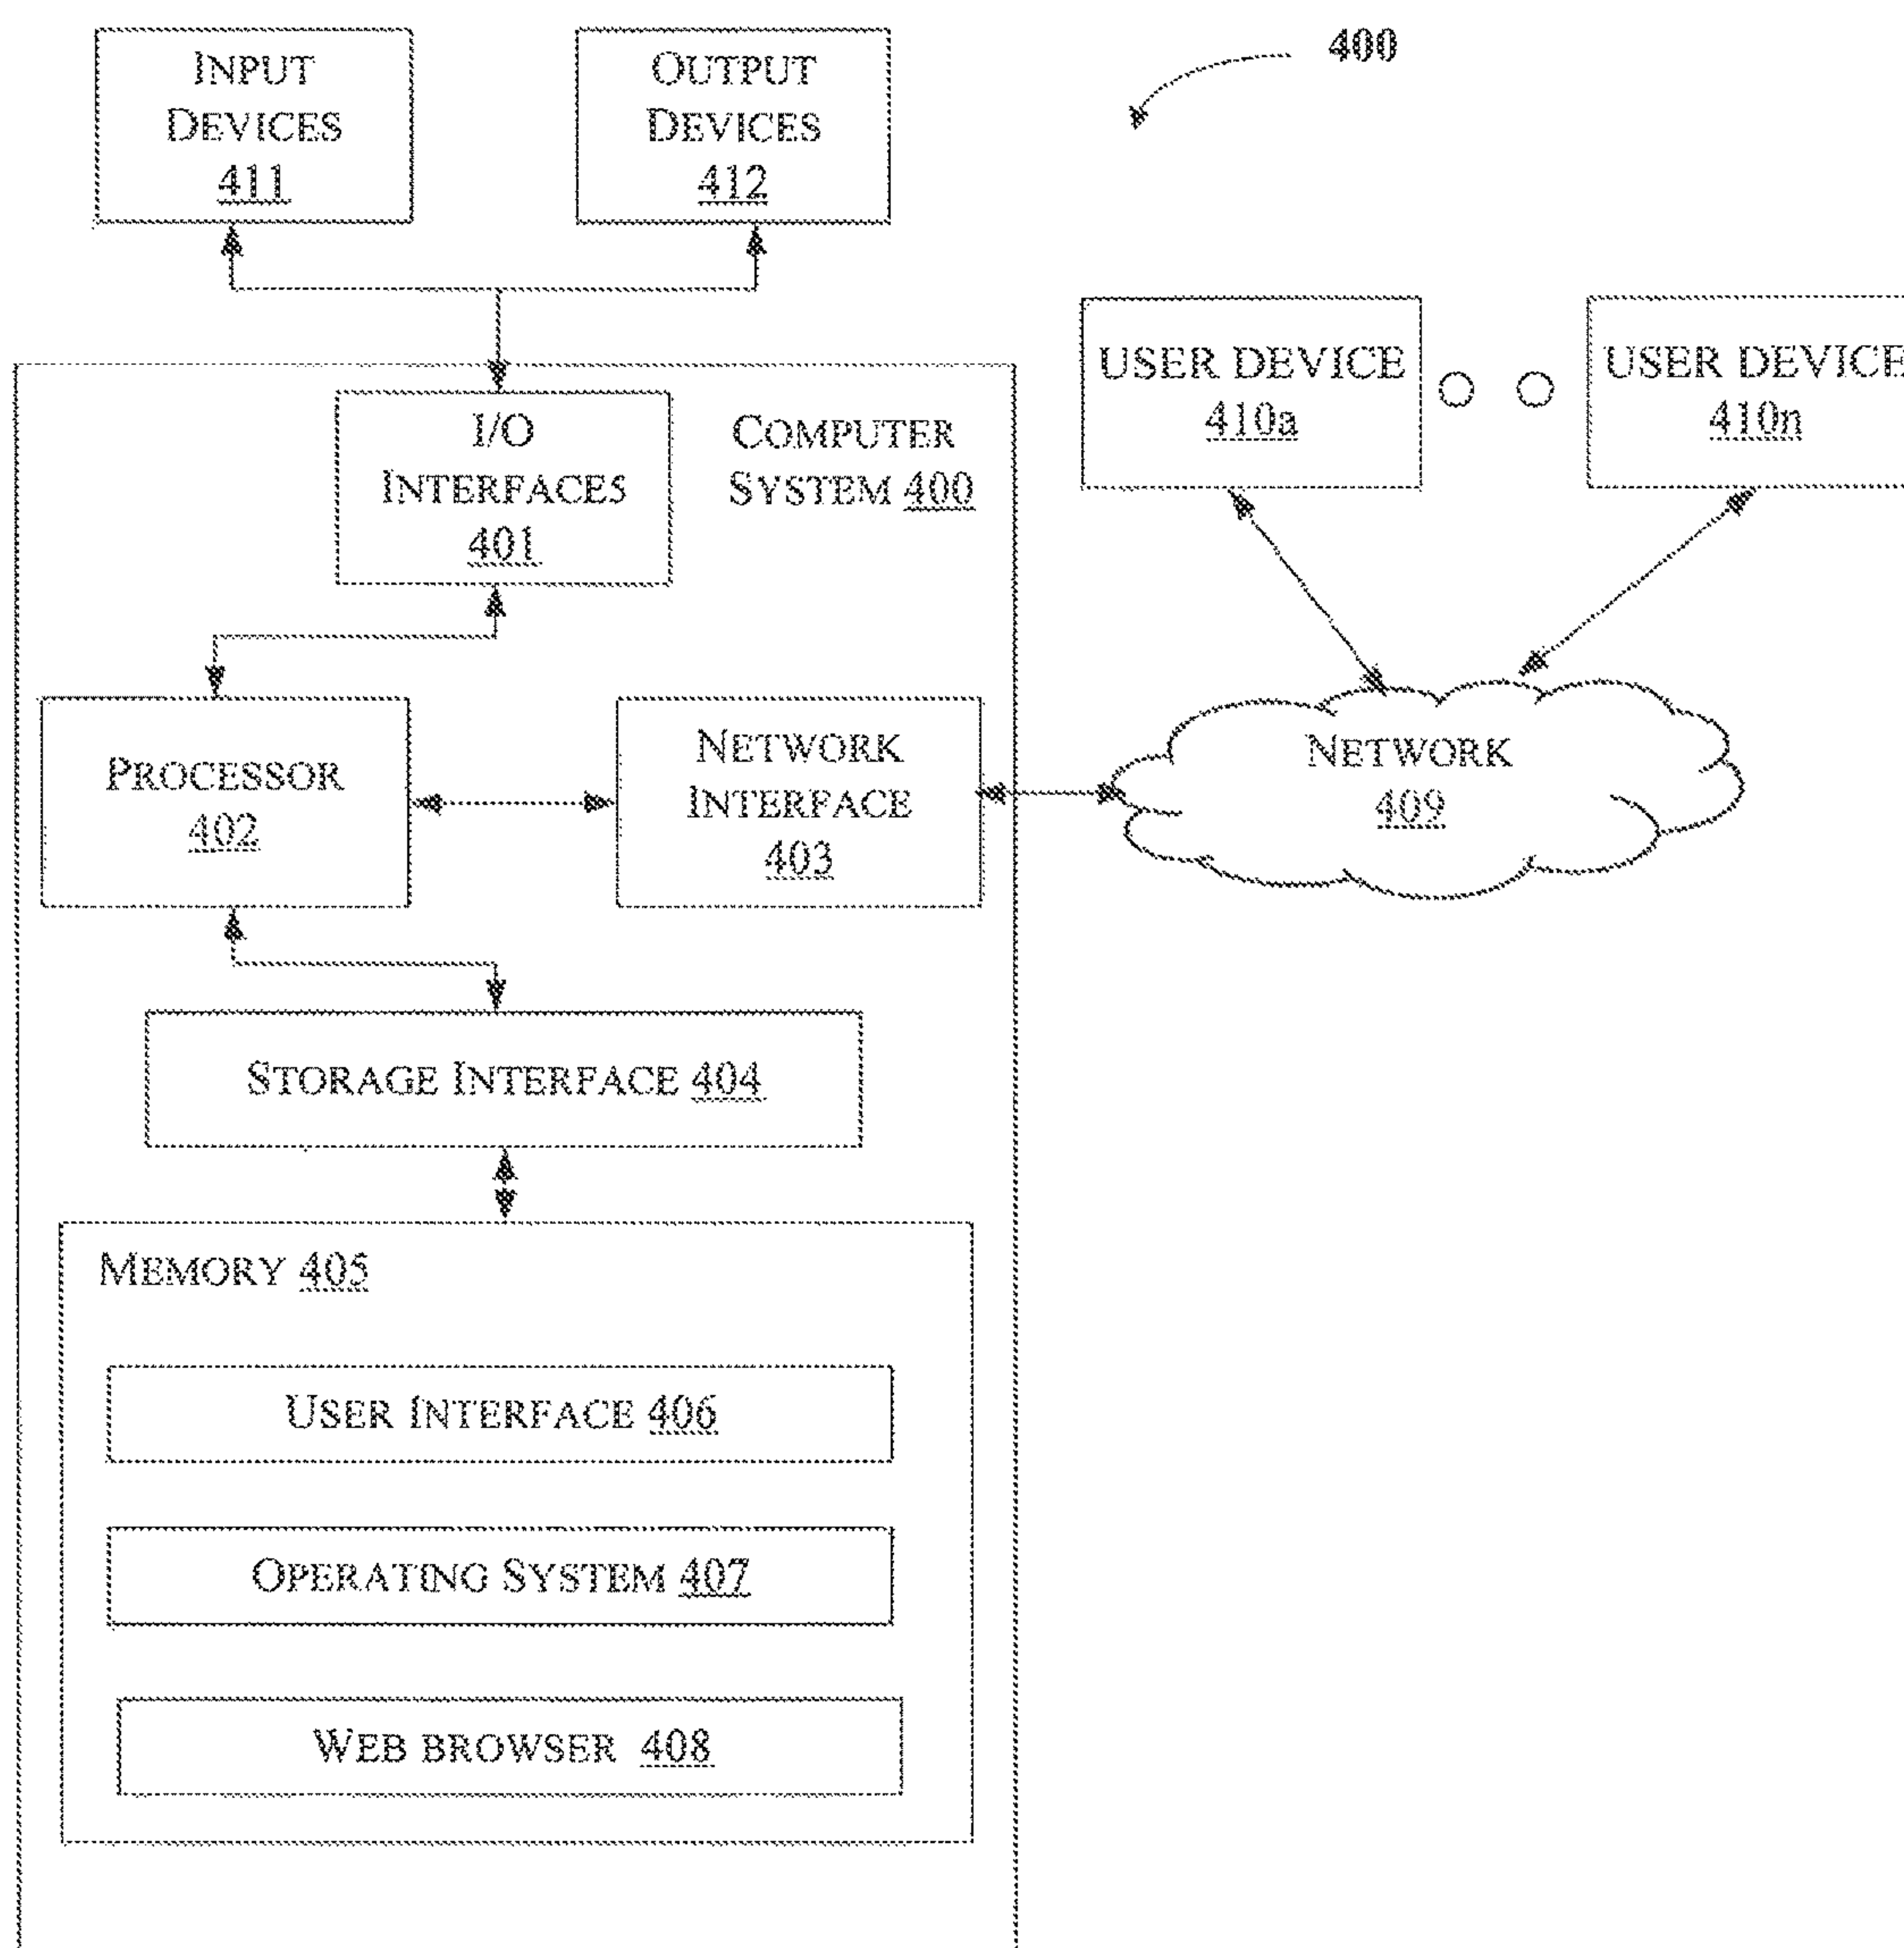 INPUT
DEVICES
411
OUTPUT
DEVICES
412
400
I/O
INTERFACES
401
COMPUTER
SYSTEM 400
USER DEVICE
410a
USER DEVICE
410n
PROCESSOR
402
NETWORK
INTERFACE
403
NETWORK
409
STORAGE INTERFACE 404
MEMORY 405
USER INTERFACE 406
OPERATING SYSTEM 407
WEB BROWSER 408